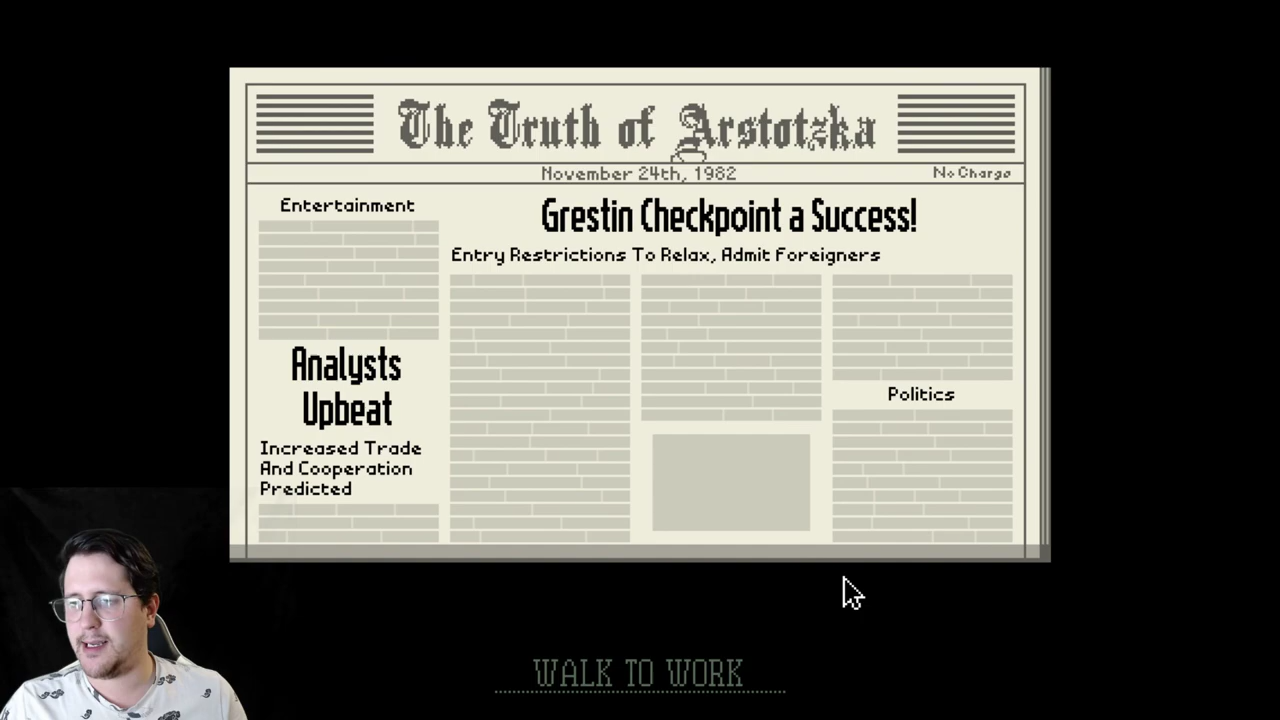 The Truth of Arstotzka
November 24th, 1982
No Charge
Entertainment
Analysts
Upbeat
Increased Trade
And Cooperation
Predicted
Grestin Checkpoint a Success!
Entry Restrictions To Relax, Admit Foreigners
Politics
WALK TO WORK